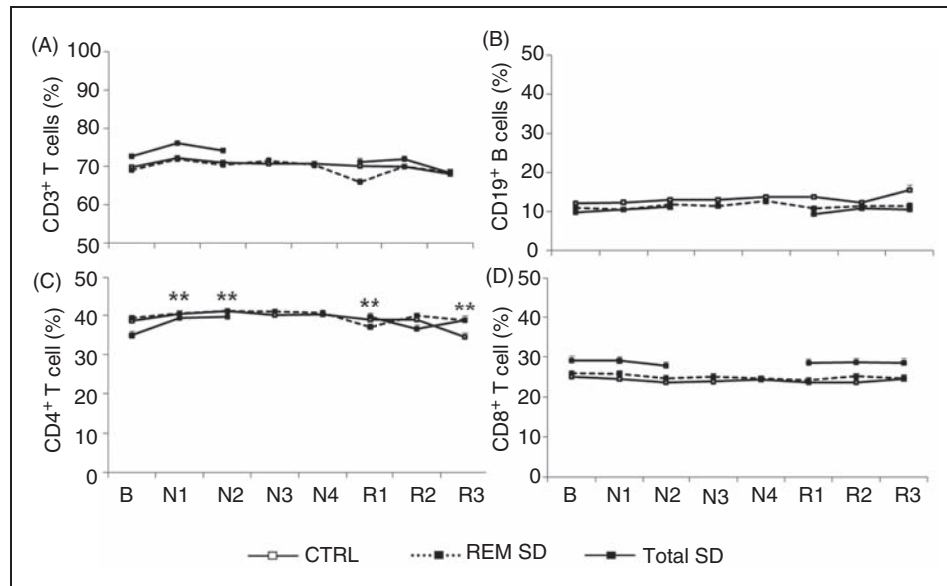 (A)
CD3+ T cells (%)
100
90
80
70
60
50
(B)
CD19+ B cells (%)
50
40
30
20
10
0
(C)
CD4+ T cell (%)
50
40
30
20
10
0
** ** ** **
B N1 N2 N3 N4 R1 R2 R3
(D)
CD8+ T cell (%)
50
40
30
20
10
0
B N1 N2 N3 N4 R1 R2 R3
CTRL REM SD Total SD